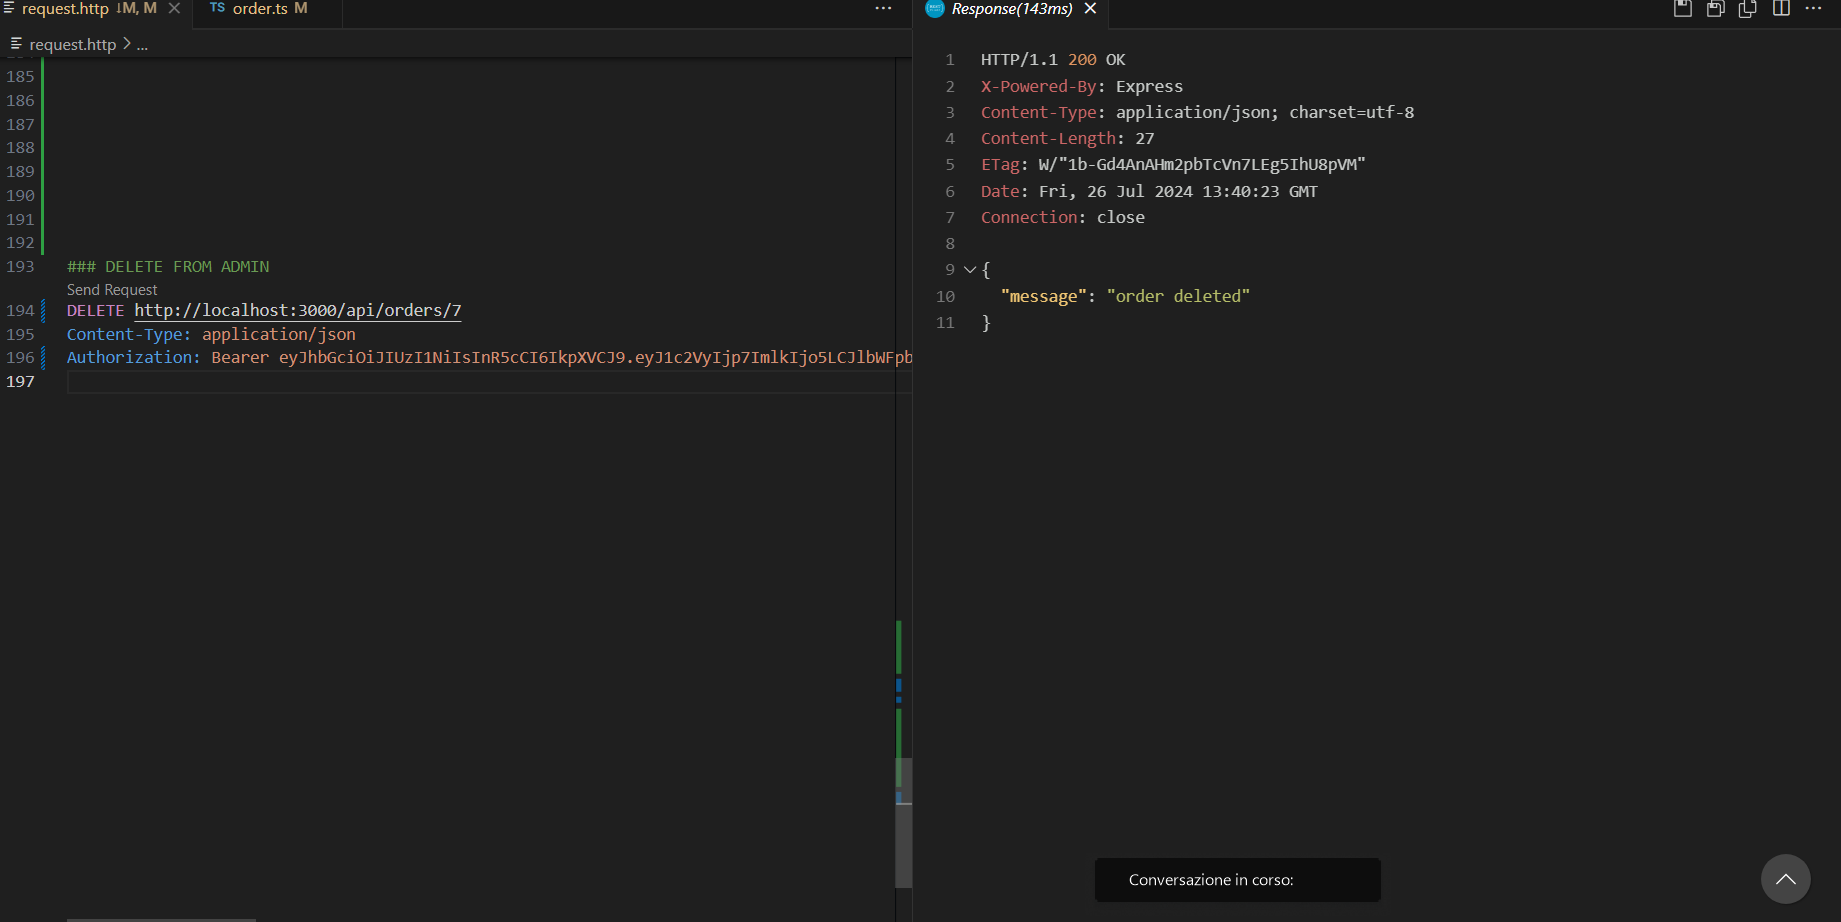 request.http ↓M, M
TS order.ts M
request.http > ...
185
186
187
188
189
190
191
192
193 ### DELETE FROM ADMIN
Send Request
194 DELETE http://localhost:3000/api/orders/7
195 Content-Type: application/json
196 Authorization: Bearer eyJhbGciOiJIUzI1NiIsInR5cCI6IkpXVCJ9.eyJ1c2VyIjp7ImlkIjo5LCJlbWFpb
197
Response(143ms)
1 HTTP/1.1 200 OK
2 X-Powered-By: Express
3 Content-Type: application/json; charset=utf-8
4 Content-Length: 27
5 ETag: W/"1b-Gd4AnAHm2pbTcVn7LEg5IhU8pVM"
6 Date: Fri, 26 Jul 2024 13:40:23 GMT
7 Connection: close
8
9 {
10 "message": "order deleted"
11 }
Conversazione in corso: